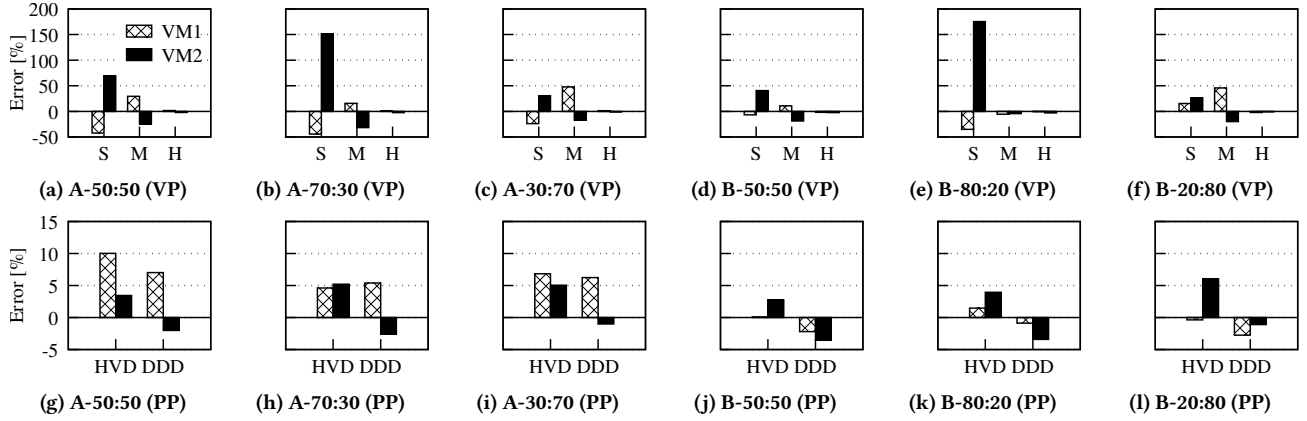 Error [%]
200
150
100
50
0
-50
VM1
VM2
S M H
S M H
S M H
S M H
S M H
S M H
(a) A-50:50 (VP)
(b) A-70:30 (VP)
(c) A-30:70 (VP)
(d) B-50:50 (VP)
(e) B-80:20 (VP)
(f) B-20:80 (VP)
Error [%]
15
10
5
0
-5
HVD DDD
HVD DDD
HVD DDD
HVD DDD
HVD DDD
HVD DDD
(g) A-50:50 (PP)
(h) A-70:30 (PP)
(i) A-30:70 (PP)
(j) B-50:50 (PP)
(k) B-80:20 (PP)
(l) B-20:80 (PP)